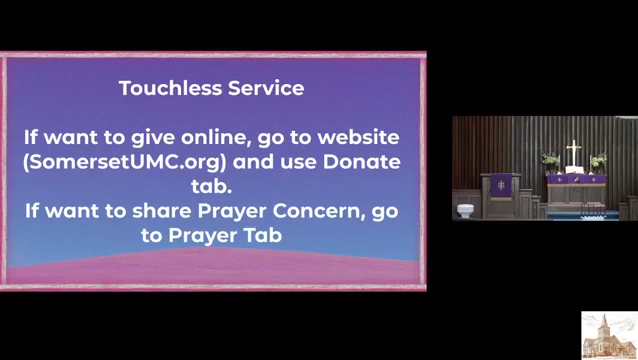 Touchless Service
If want to give online, go to website
(SomersetUMC.org) and use Donate
tab.
If want to share Prayer Concern, go
to Prayer Tab